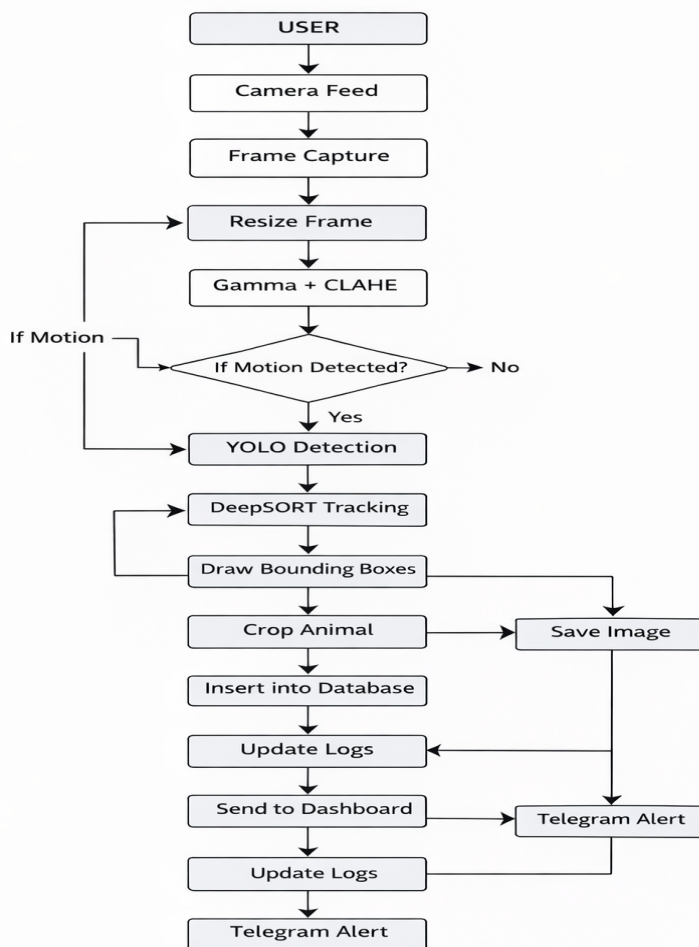 USER
Camera Feed
Frame Capture
Resize Frame
Gamma + CLAHE
If Motion
If Motion Detected?
No
Yes
YOLO Detection
DeepSORT Tracking
Draw Bounding Boxes
Crop Animal
Save Image
Insert into Database
Update Logs
Send to Dashboard
Telegram Alert
Update Logs
Telegram Alert